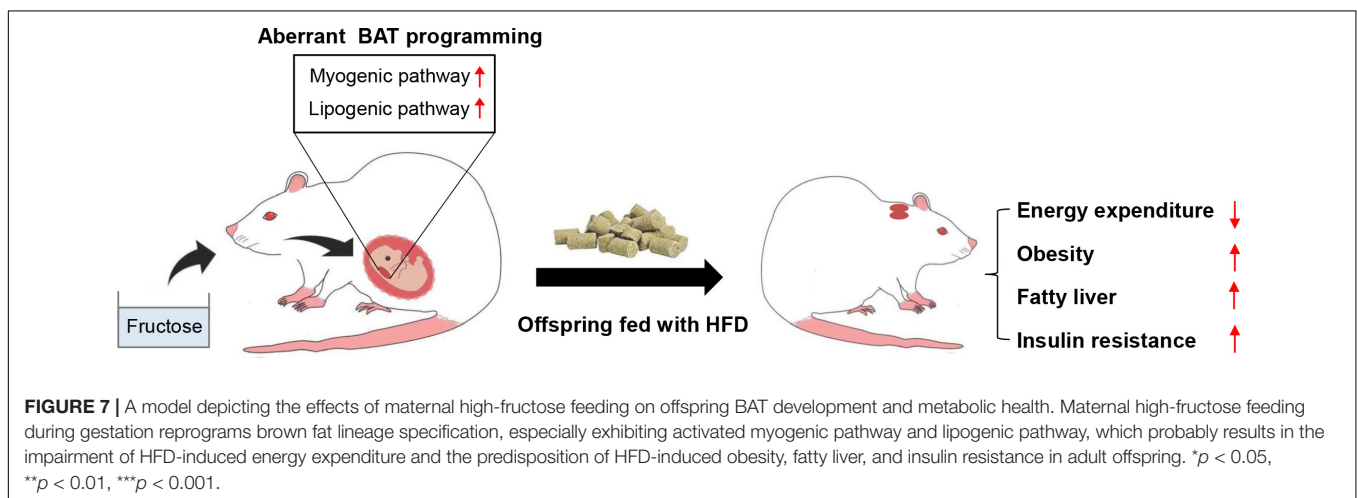 Aberrant BAT programming
Myogenic pathway ↑
Lipogenic pathway ↑
Fructose
Offspring fed with HFD
Energy expenditure ↓
Obesity ↑
Fatty liver ↑
Insulin resistance ↑
FIGURE 7 | A model depicting the effects of maternal high-fructose feeding on offspring BAT development and metabolic health. Maternal high-fructose feeding
during gestation reprograms brown fat lineage specification, especially exhibiting activated myogenic pathway and lipogenic pathway, which probably results in the
impairment of HFD-induced energy expenditure and the predisposition of HFD-induced obesity, fatty liver, and insulin resistance in adult offspring. *p < 0.05,
**p < 0.01, ***p < 0.001.